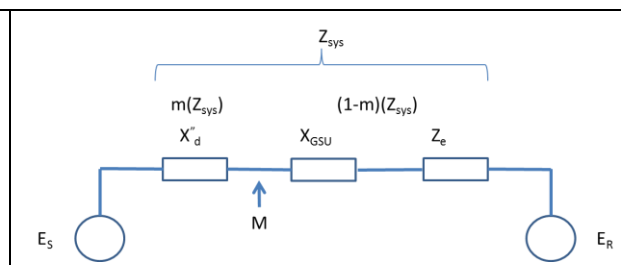 Zsys
m(Zsys) (1-m)(Zsys)
X"d XGSU Ze
M
ES ER